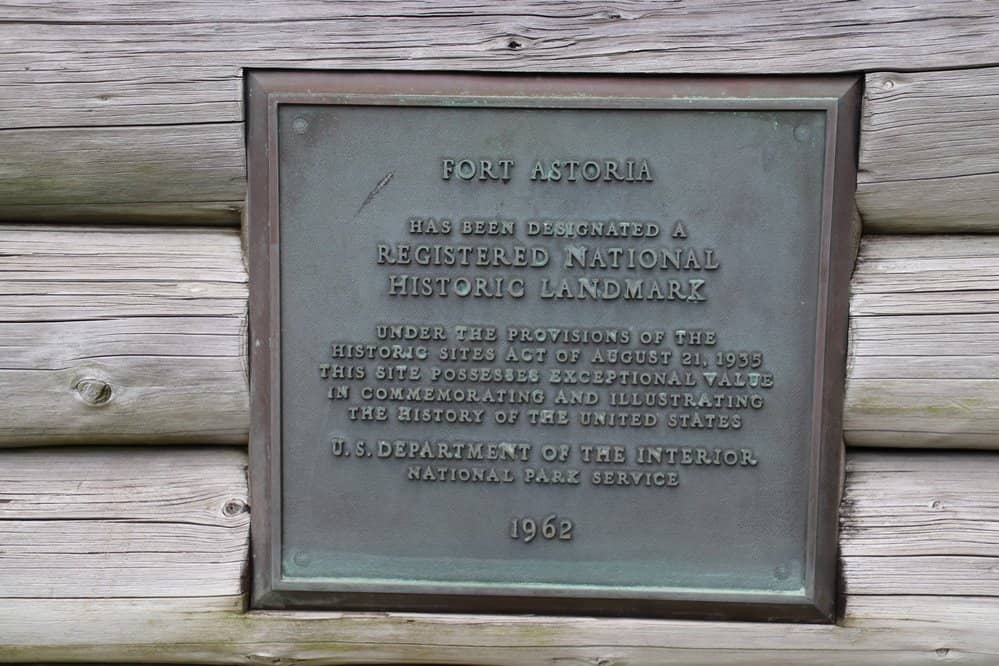 FORT ASTORIA
HAS BEEN DESIGNATED A
REGISTERED NATIONAL
HISTORIC LANDMARK
UNDER THE PROVISIONS OF THE
HISTORIC SITES ACT OF AUGUST 21, 1935
THIS SITE POSSESSES EXCEPTIONAL VALUE
IN COMMEMORATING AND ILLUSTRATING
THE HISTORY OF THE UNITED STATES
U.S. DEPARTMENT OF THE INTERIOR
NATIONAL PARK SERVICE
1962